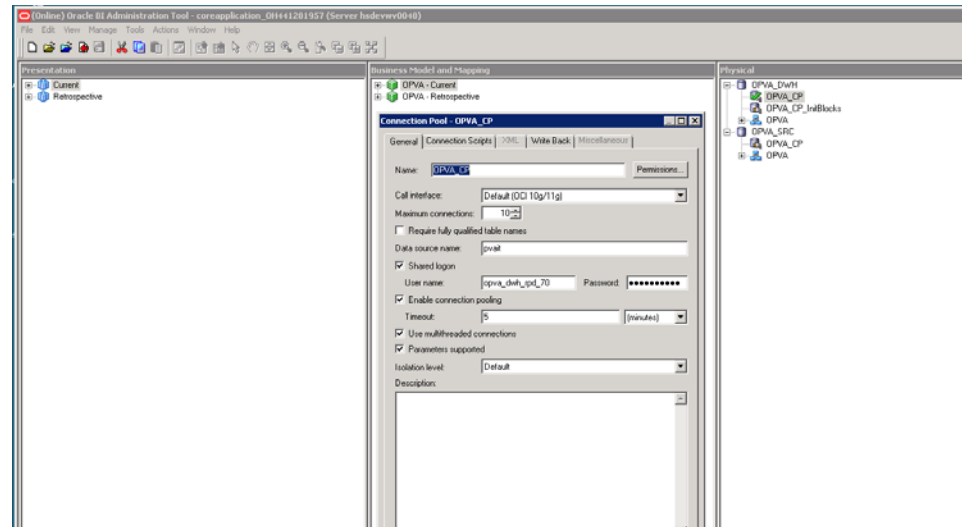 (Online) Oracle BI Administration Tool - coreapplication_OH441201957 (Server hsdevwv0040)
File Edit View Manage Tools Actions Window Help
Presentation
Current
Retrospective
Business Model and Mapping
OPVA - Current
OPVA - Retrospective
Physical
OPVA_DWH
OPVA_CP
OPVA_CP_InitBlocks
OPVA
OPVA_SRC
OPVA_CP
OPVA
Connection Pool - OPVA_CP
General Connection Scripts XML Write Back Miscellaneous
Name: OPVA_CP Permissions...
Call interface: Default (OCI 10g/11g)
Maximum connections: 10
Require fully qualified table names
Data source name: pvait
Shared logon
User name: opva_dwh_rpd_70 Password: ●●●●●●●●●●
Enable connection pooling
Timeout: 5 (minutes)
Use multithreaded connections
Parameters supported
Isolation level: Default
Description: